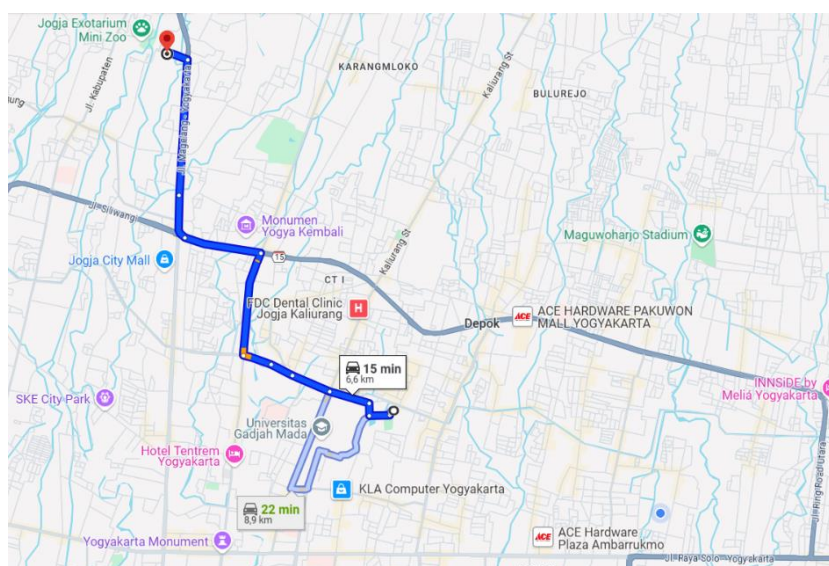 Jogja Exotarium
Mini Zoo
Jl. Kabupaten
Jl. Magelang - Yogyakarta
KARANGMLOKO
Kaliurang St
BULUREJO
Jl. Siliwangi
Monumen
Yogya Kembali
Jogja City Mall
15
CT I
Kaliurang St
Maguwoharjo Stadium
FDC Dental Clinic
Jogja Kaliurang
H
Depok
ACE
ACE HARDWARE PAKUWON
MALL YOGYAKARTA
15 min
6,6 km
INNSiDE by
Meliá Yogyakarta
SKE City Park
Universitas
Gadjah Mada
Hotel Tentrem
Yogyakarta
KLA Computer Yogyakarta
22 min
8,9 km
Jl. Ring Road Utara
Yogyakarta Monument
ACE
ACE Hardware
Plaza Ambarrukmo
Jl. Raya Solo - Yogyakarta